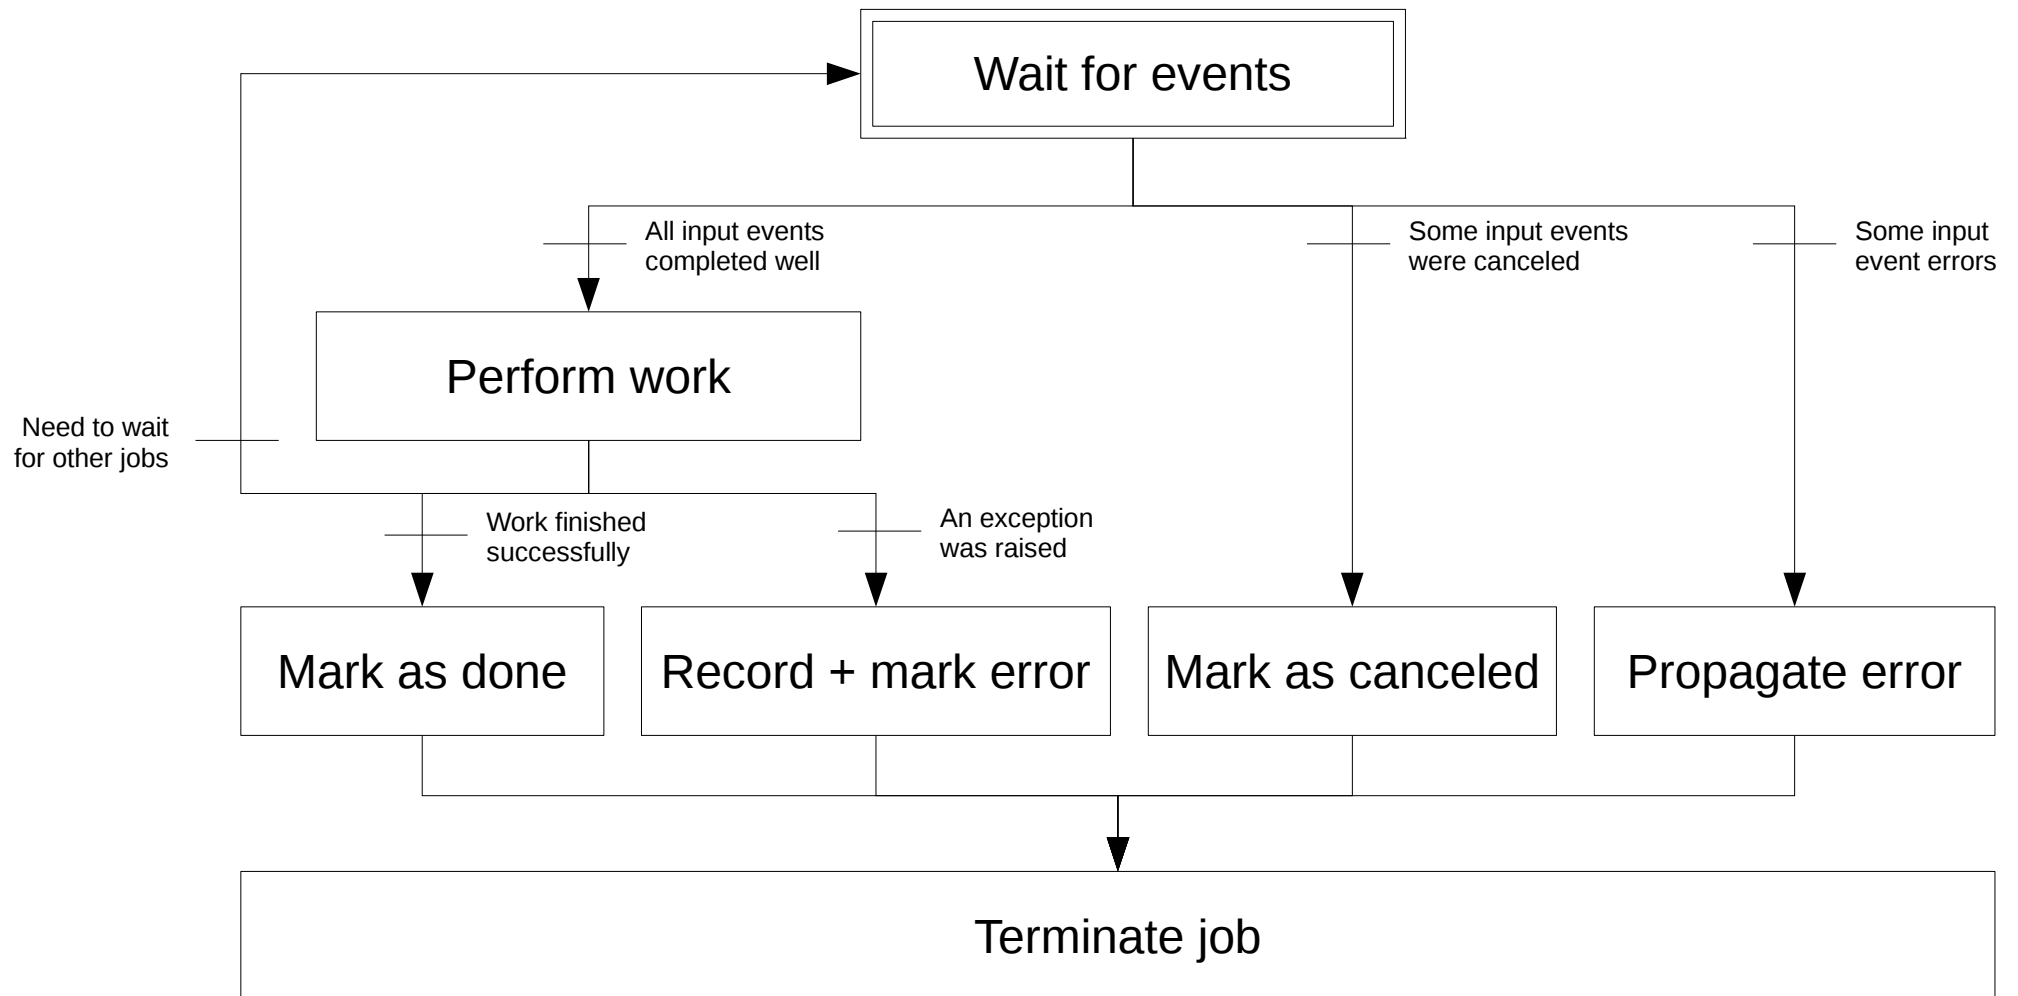 Wait for events
All input events
completed well
Some input events
were canceled
Some input
event errors
Perform work
Need to wait
for other jobs
Work finished
successfully
An exception
was raised
Mark as done
Record + mark error
Mark as canceled
Propagate error
Terminate job